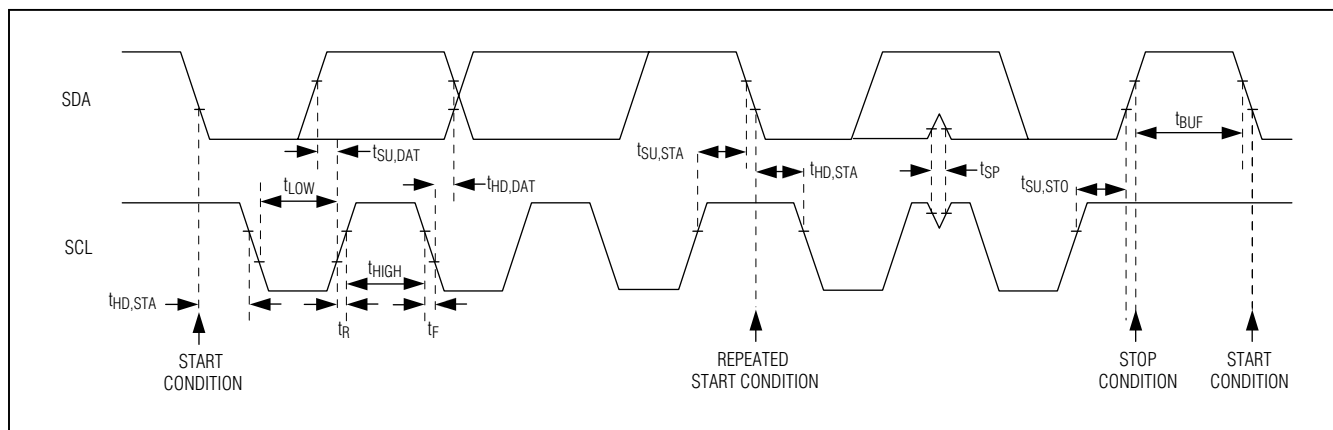 SDA
tSU,DAT
tLOW
tHD,DAT
tSU,STA
tHD,STA
tSP
tBUF
tSU,STO
SCL
tHIGH
tHD,STA
tR
tF
START
CONDITION
REPEATED
START CONDITION
STOP
CONDITION
START
CONDITION